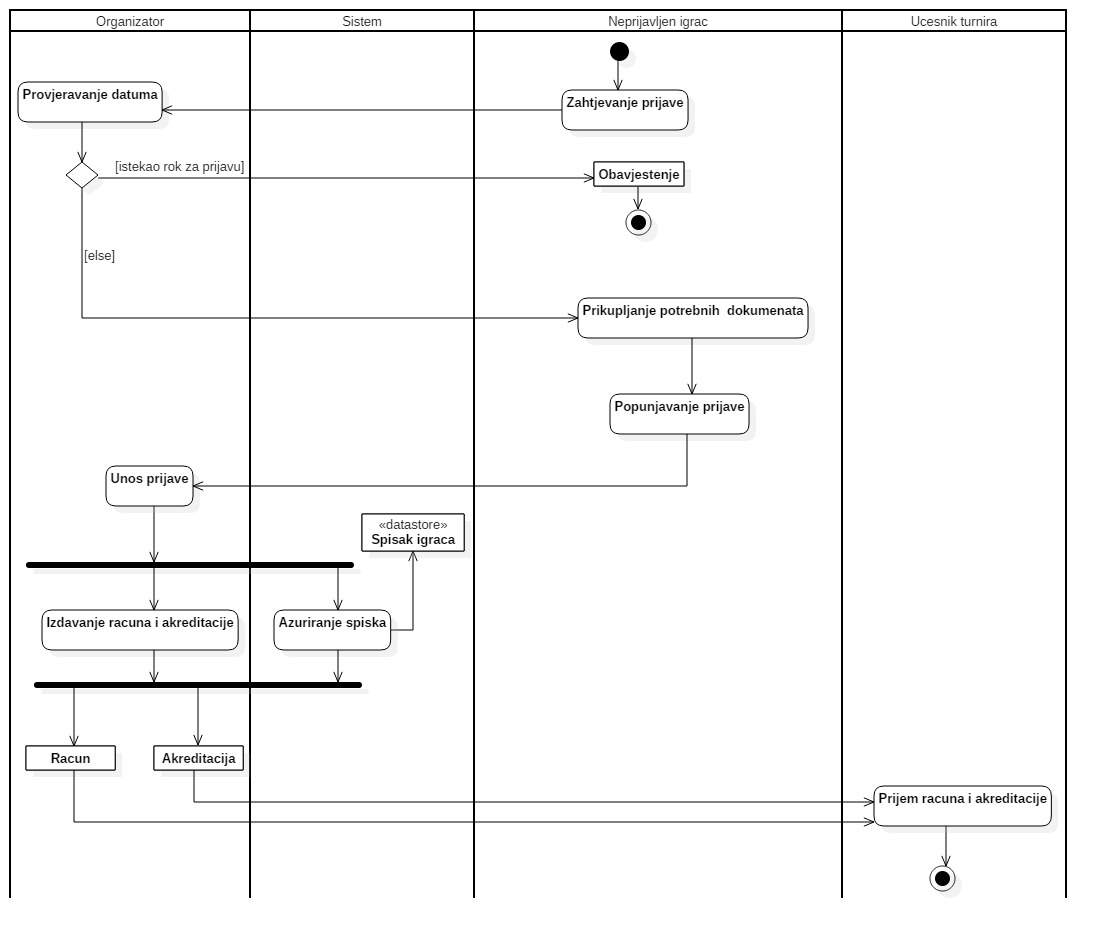 Organizator
Sistem
Neprijavljen igrac
Ucesnik turnira
Provjeravanje datuma
Zahtjevanje prijave
[istekao rok za prijavu]
Obavjestenje
[else]
Prikupljanje potrebnih  dokumenata
Popunjavanje prijave
Unos prijave
«datastore»
Spisak igraca
Izdavanje racuna i akreditacije
Azuriranje spiska
Racun
Akreditacija
Prijem racuna i akreditacije